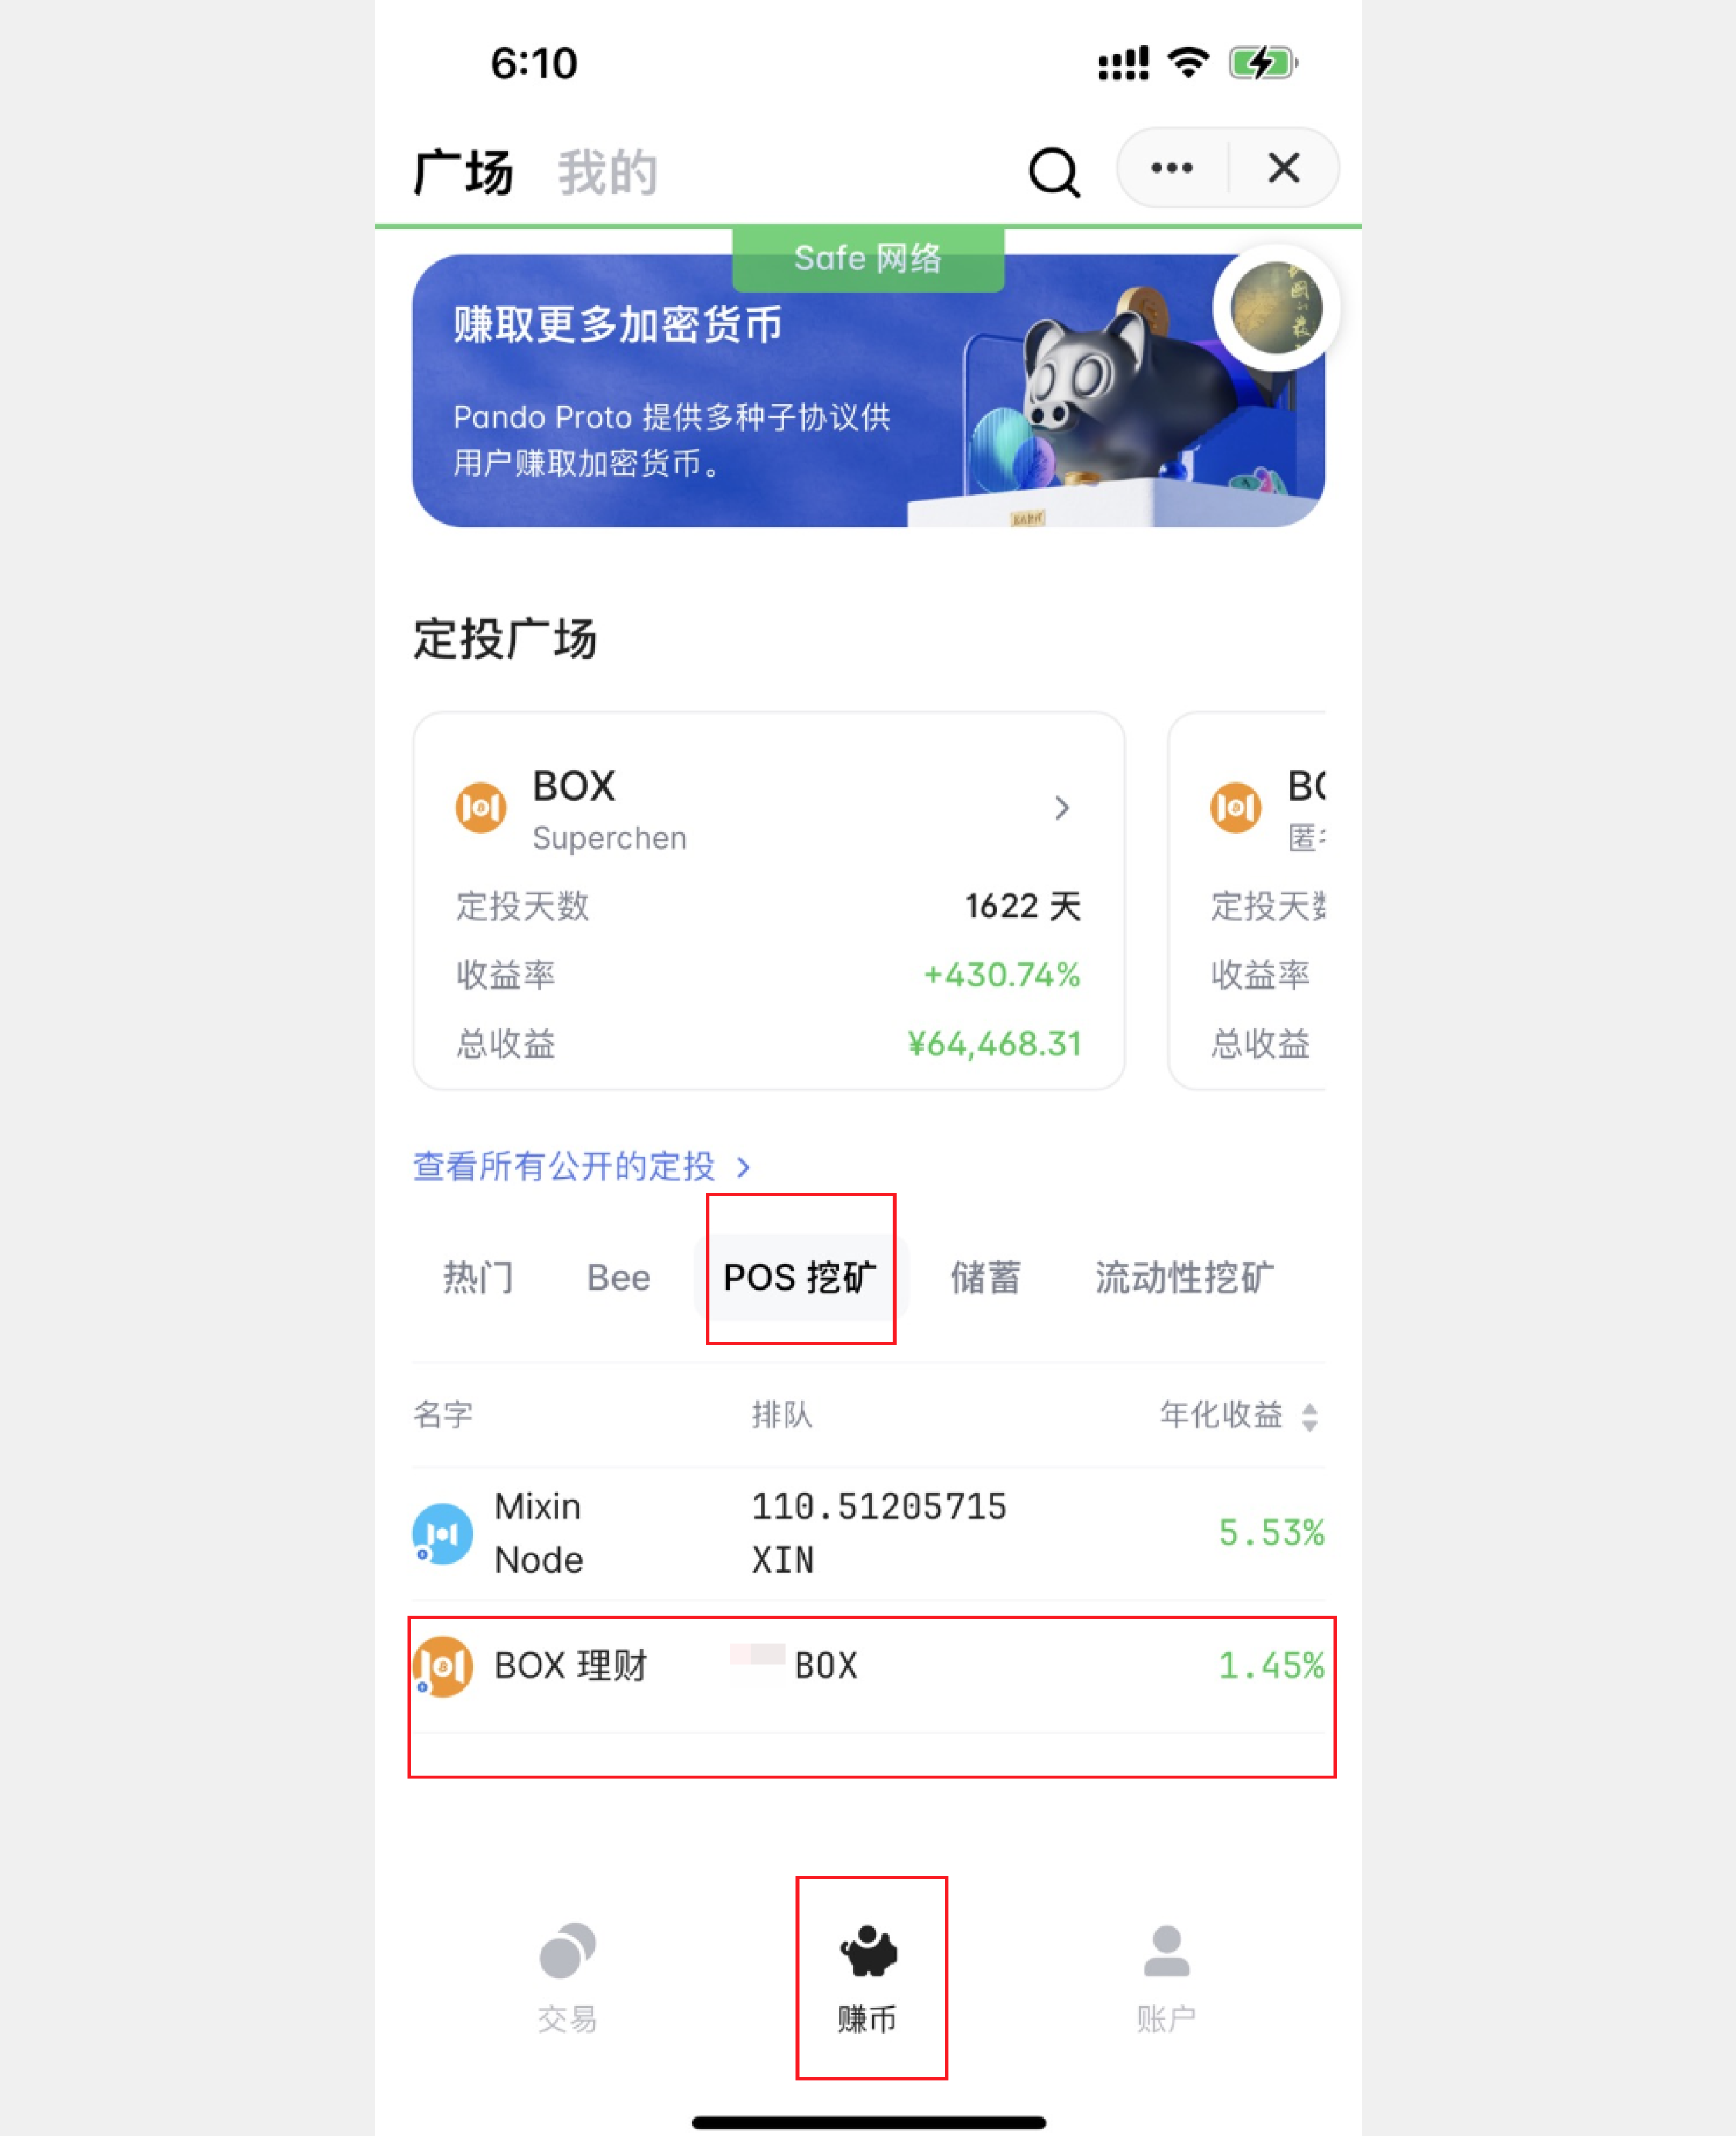 6:10
广场 我的
Safe 网络
赚取更多加密货币
Pando Proto 提供多种子协议供
用户赚取加密货币。
定投广场
BOX
Superchen
定投天数 1622 天
收益率 +430.74%
总收益 ¥64,468.31
定投天
收益率
总收益
查看所有公开的定投 >
热门 Bee POS 挖矿 储蓄 流动性挖矿
名字 排队 年化收益
Mixin
Node
110.51205715
XIN
5.53%
BOX 理财 BOX 1.45%
交易 赚币 账户